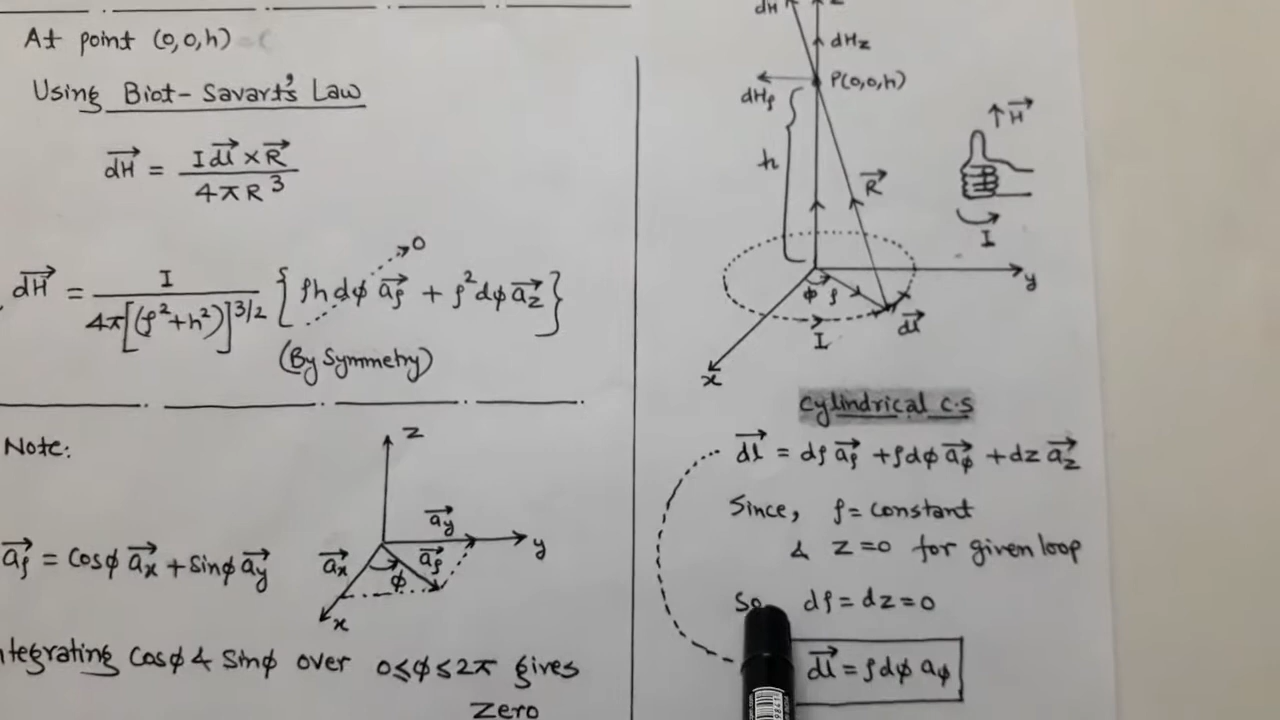 At point (0,0,h)
Using Biot-Savart's Law
→dH = I→dl × →R / 4πR³
→dH = I / 4π[(ρ²+h²)]^3/2 { ρh dφ →aρ + ρ² dφ →az }
0
(By Symmetry)
Note:
z
→ay
y
→ax
→aρ
φ
x
→aρ = Cosφ →ax + Sinφ →ay
ntegrating Cosφ & Sinφ over 0≤φ≤2π gives
Zero
dH
z
dHz
P(0,0,h)
dHρ
h
→R
→H
I
y
φ
ρ
→dl
I
x
Cylindrical C.S
→dl = dρ →aρ + ρdφ →aφ + dz →az
Since, ρ = constant
& z=0 for given loop
So dρ = dz = 0
→dl = ρdφ aφ